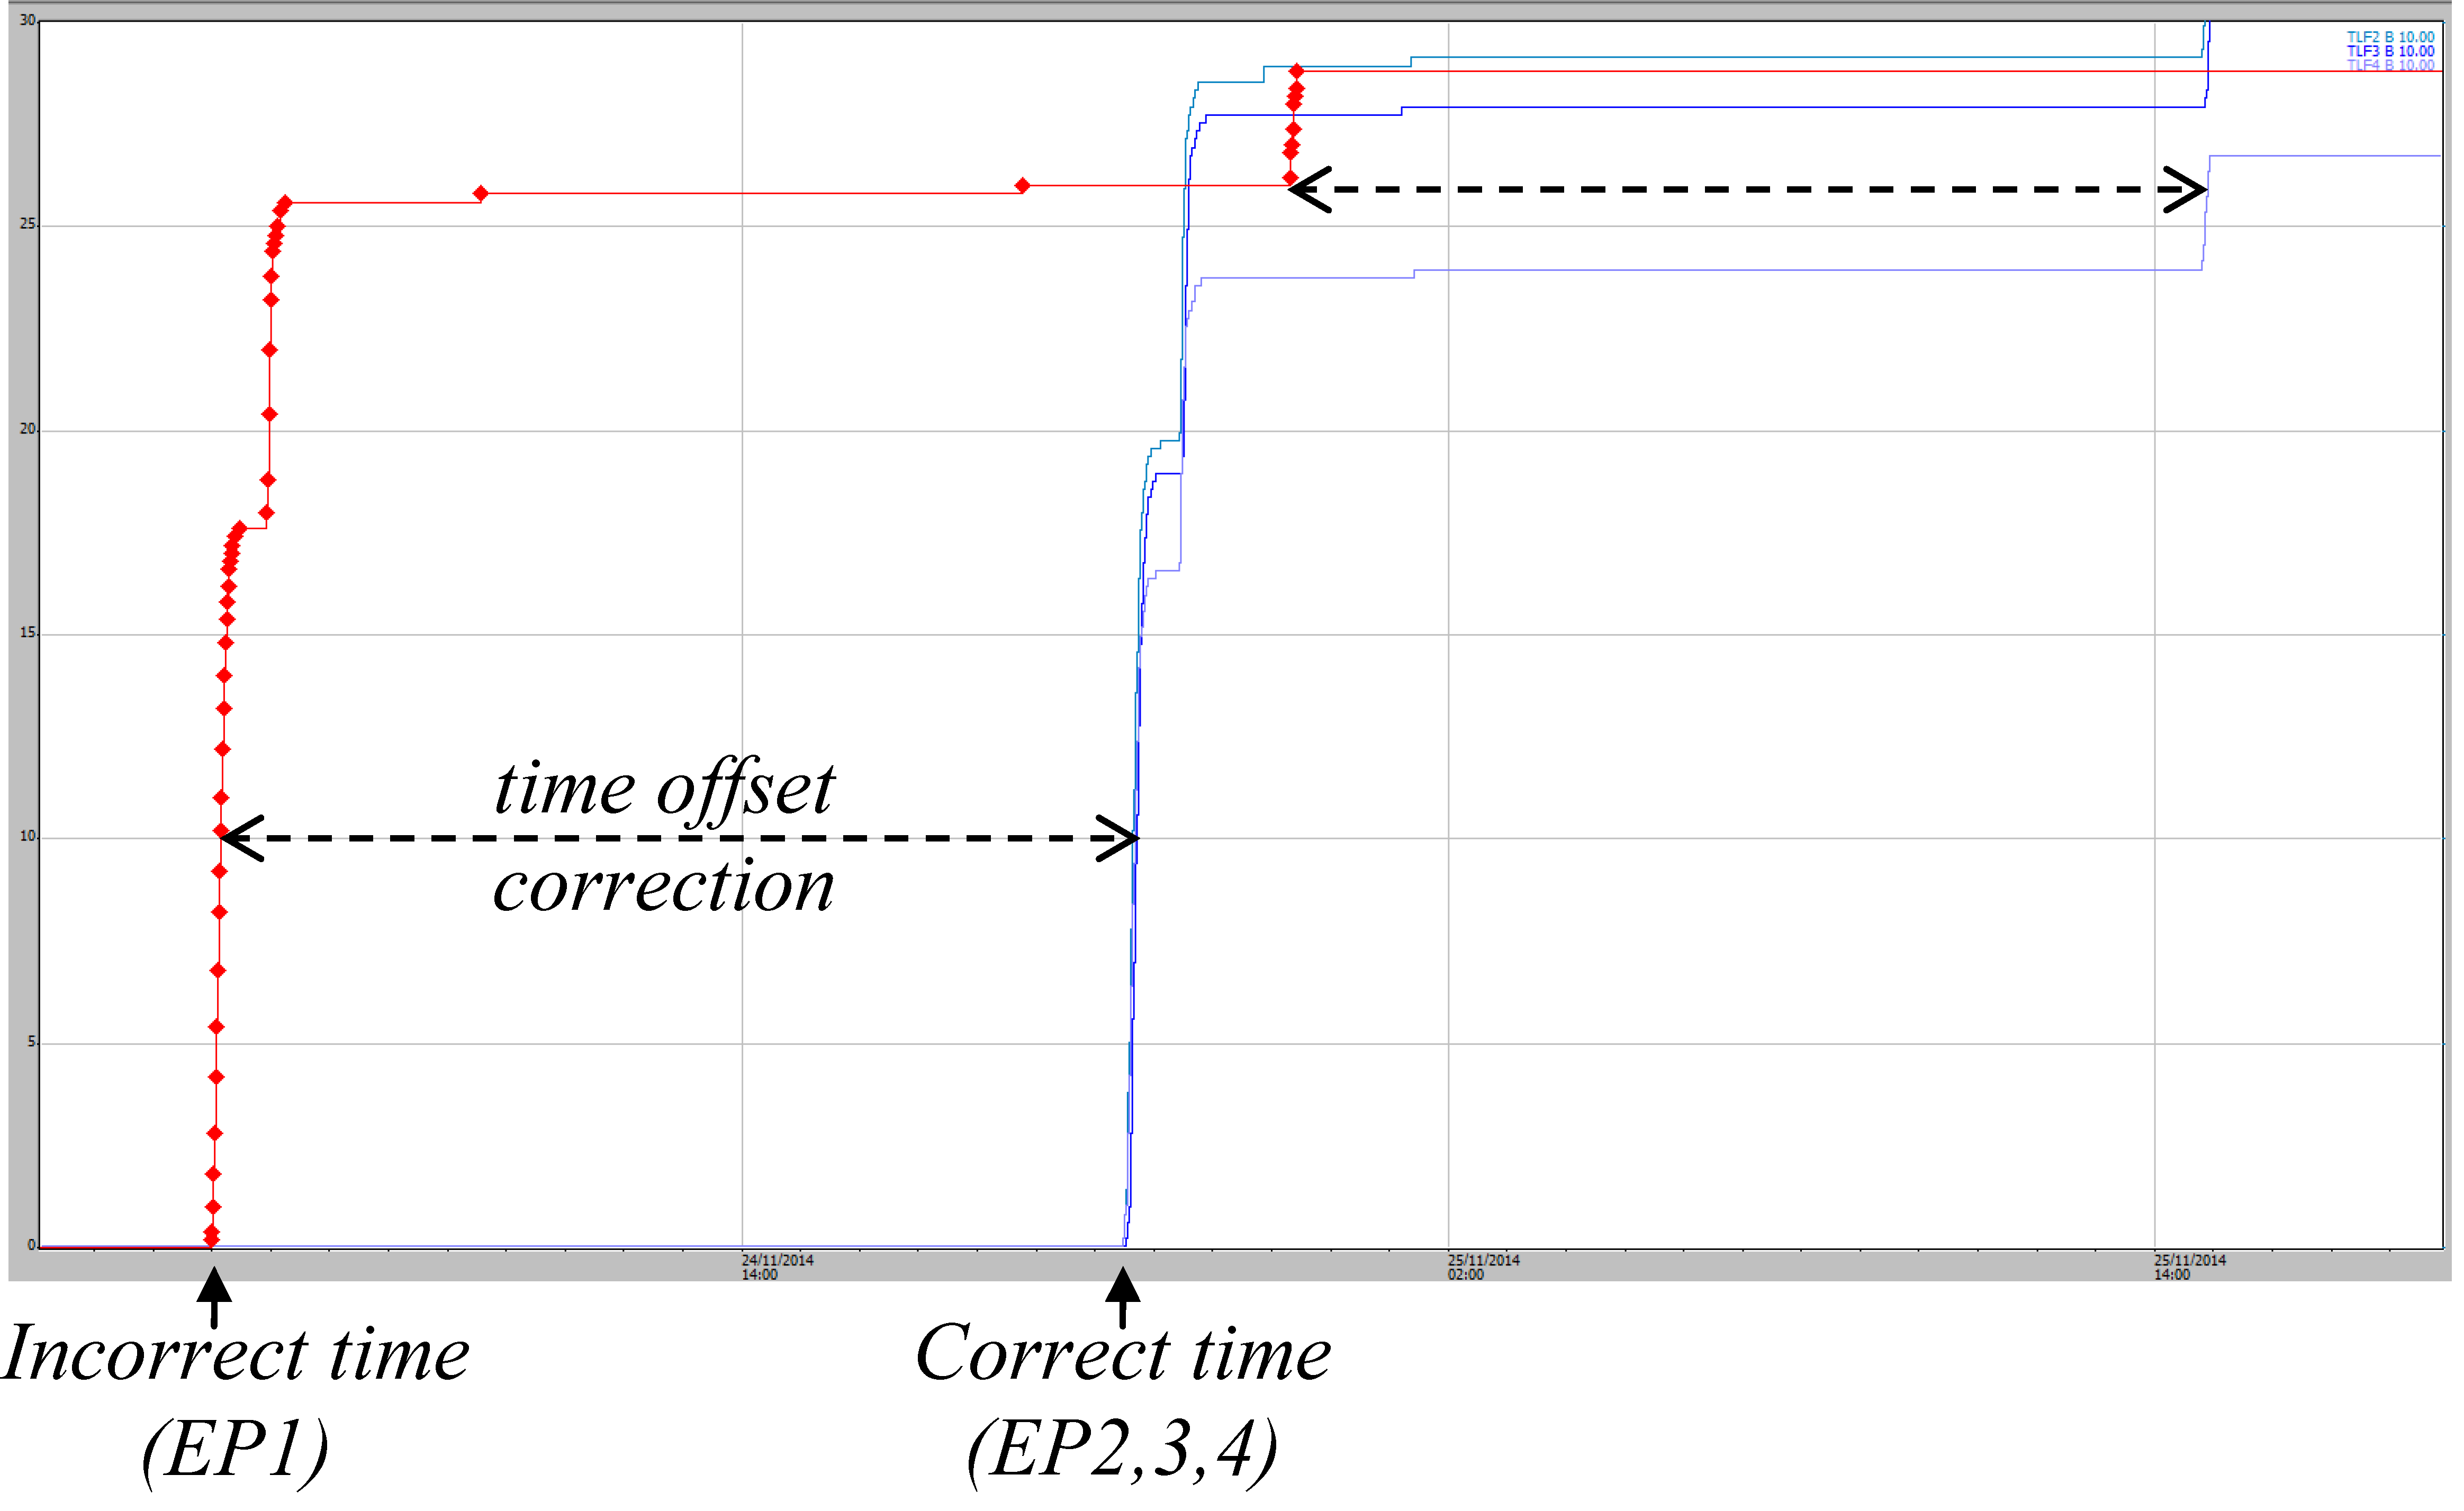 30
TLF2 B 10.00
TLF3 B 10.00
TLF4 B 10.00
25
20
15
time offset
10
correction
5
0
24/11/2014
14:00
25/11/2014
02:00
25/11/2014
14:00
Incorrect time
(EP1)
Correct time
(EP2,3,4)